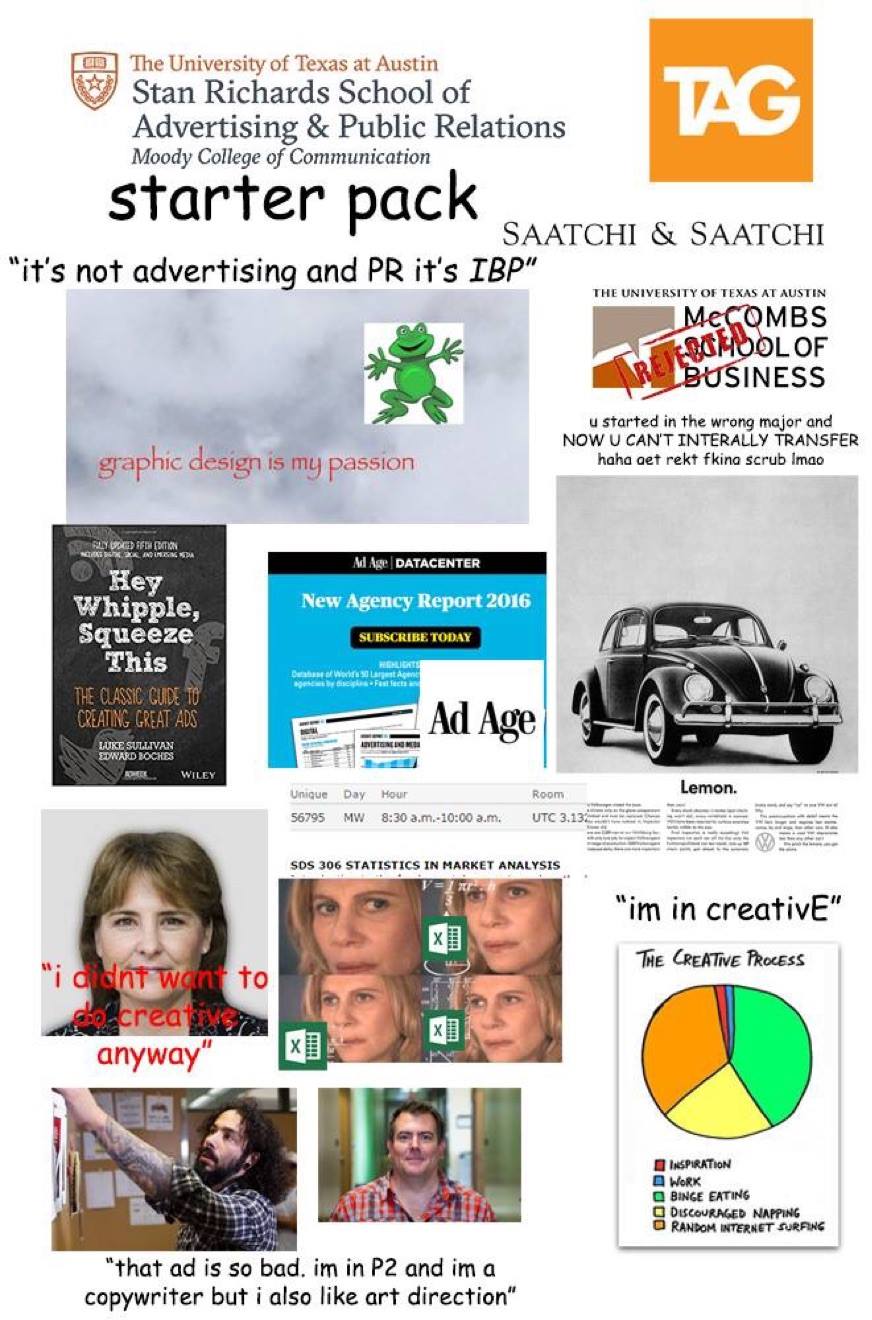 The University of Texas at Austin
Stan Richards School of
Advertising & Public Relations
Moody College of Communication
TAG
starter pack
SAATCHI & SAATCHI
“it’s not advertising and PR it’s IBP”
THE UNIVERSITY OF TEXAS AT AUSTIN
McCOMBS
SCHOOL OF
BUSINESS
REJECTED
u started in the wrong major and
NOW U CAN’T INTERALLY TRANSFER
haha get rekt fking scrub lmao
graphic design is my passion
FULLY UPDATED FIFTH EDITION
INCLUDES DIGITAL, SOCIAL, AND EMERGING MEDIA
Hey
Whipple,
Squeeze
This
THE CLASSIC GUIDE TO
CREATING GREAT ADS
LUKE SULLIVAN
EDWARD BOCHES
WILEY
Ad Age | DATACENTER
New Agency Report 2016
SUBSCRIBE TODAY
HIGHLIGHTS
Database of World's 50 Largest Agenc
agencies by discipline • Fast facts an
DIGITAL
ADVERTISING AND MEDIA
Ad Age
Lemon.
Unique Day Hour Room
56795 MW 8:30 a.m.-10:00 a.m. UTC 3.132
SDS 306 STATISTICS IN MARKET ANALYSIS
“i didnt want to
do creative
anyway”
“im in creativE”
THE CREATIVE PROCESS
INSPIRATION
WORK
BINGE EATING
DISCOURAGED NAPPING
RANDOM INTERNET SURFING
“that ad is so bad. im in P2 and im a
copywriter but i also like art direction”